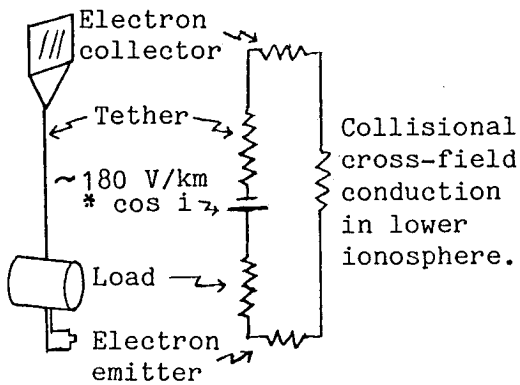 Electron
collector
Tether
~180 V/km
* cos i
Load
Electron
emitter
Collisional
cross-field
conduction
in lower
ionosphere.